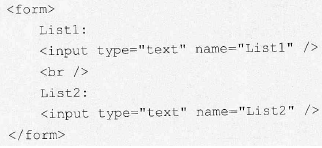 <form>
List1:
<input type="text" name="List1" />
<br />
List2:
<input type="text" name="List2" />
</form>